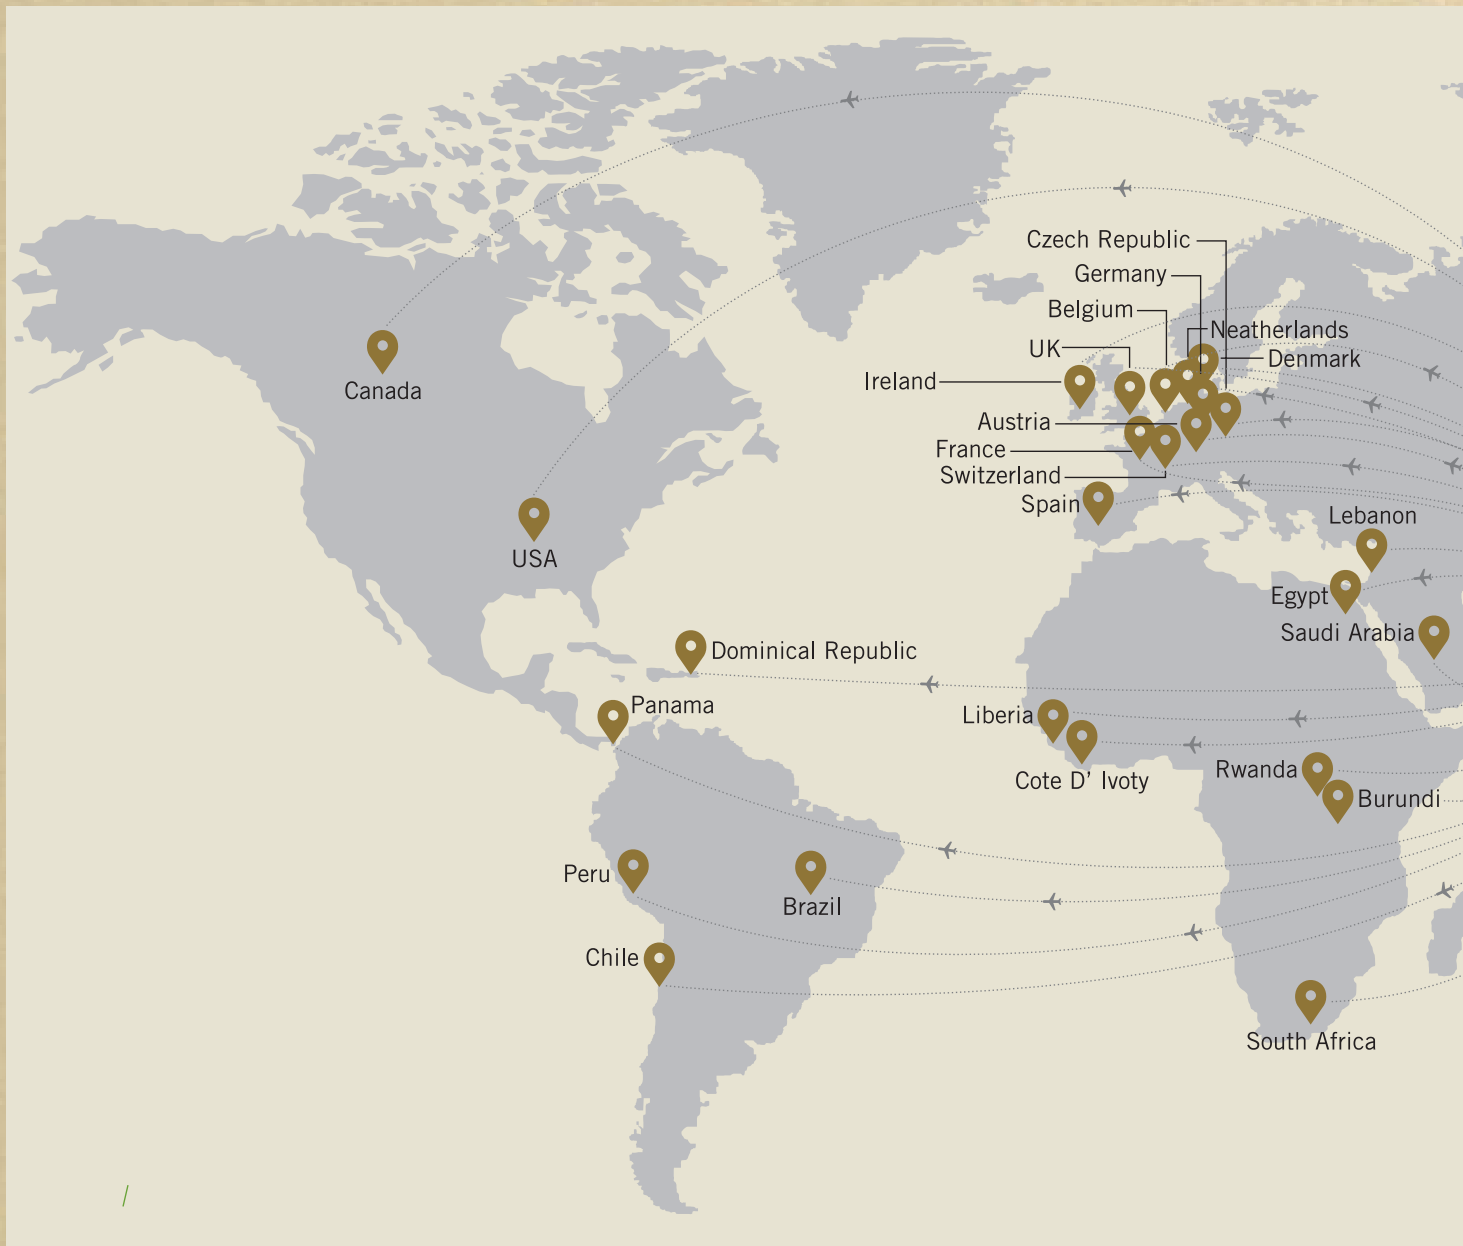 Czech Republic
Germany
Belgium
Neatherlands
UK
Denmark
Ireland
Canada
Austria
France
Switzerland
Spain
Lebanon
USA
Egypt
Saudi Arabia
Dominical Republic
Panama
Liberia
Cote D' Ivoty
Rwanda
Burundi
Peru
Brazil
Chile
South Africa
/